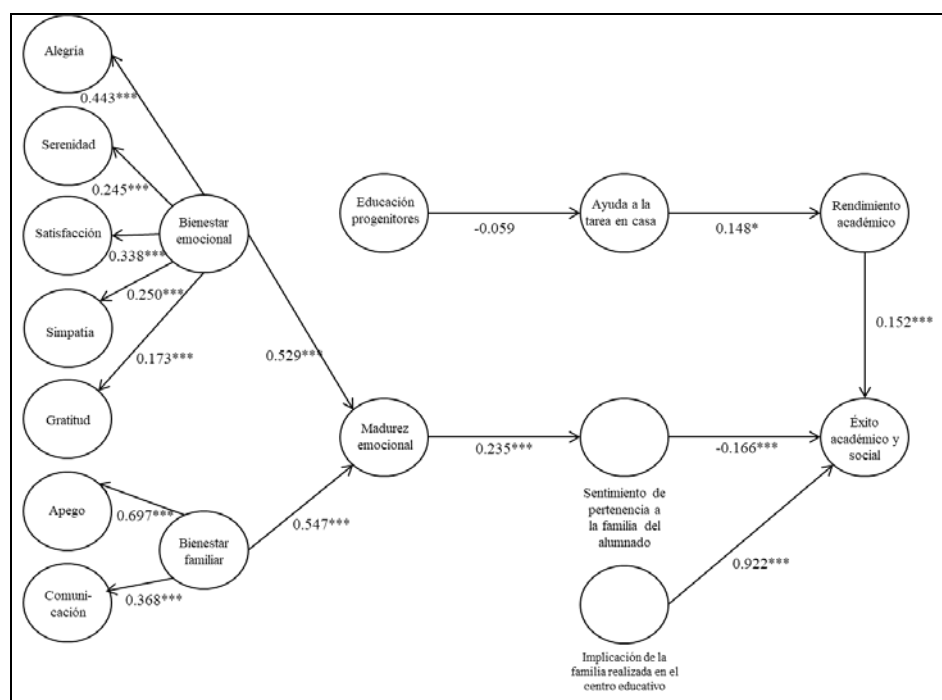 Alegría
0.443***
Serenidad
0.245***
Satisfacción
0.338***
Simpatía
0.250***
Gratitud
0.173***
Bienestar
emocional
0.529***
Apego
0.697***
Comuni-
cación
0.368***
Bienestar
familiar
0.547***
Madurez
emocional
0.235***
Educación
progenitores
-0.059
Ayuda a la
tarea en casa
0.148*
Rendimiento
académico
0.152***
Sentimiento de
pertenencia a
la familia del
alumnado
-0.166***
Éxito
académico y
social
0.922***
Implicación de la
familia realizada en el
centro educativo